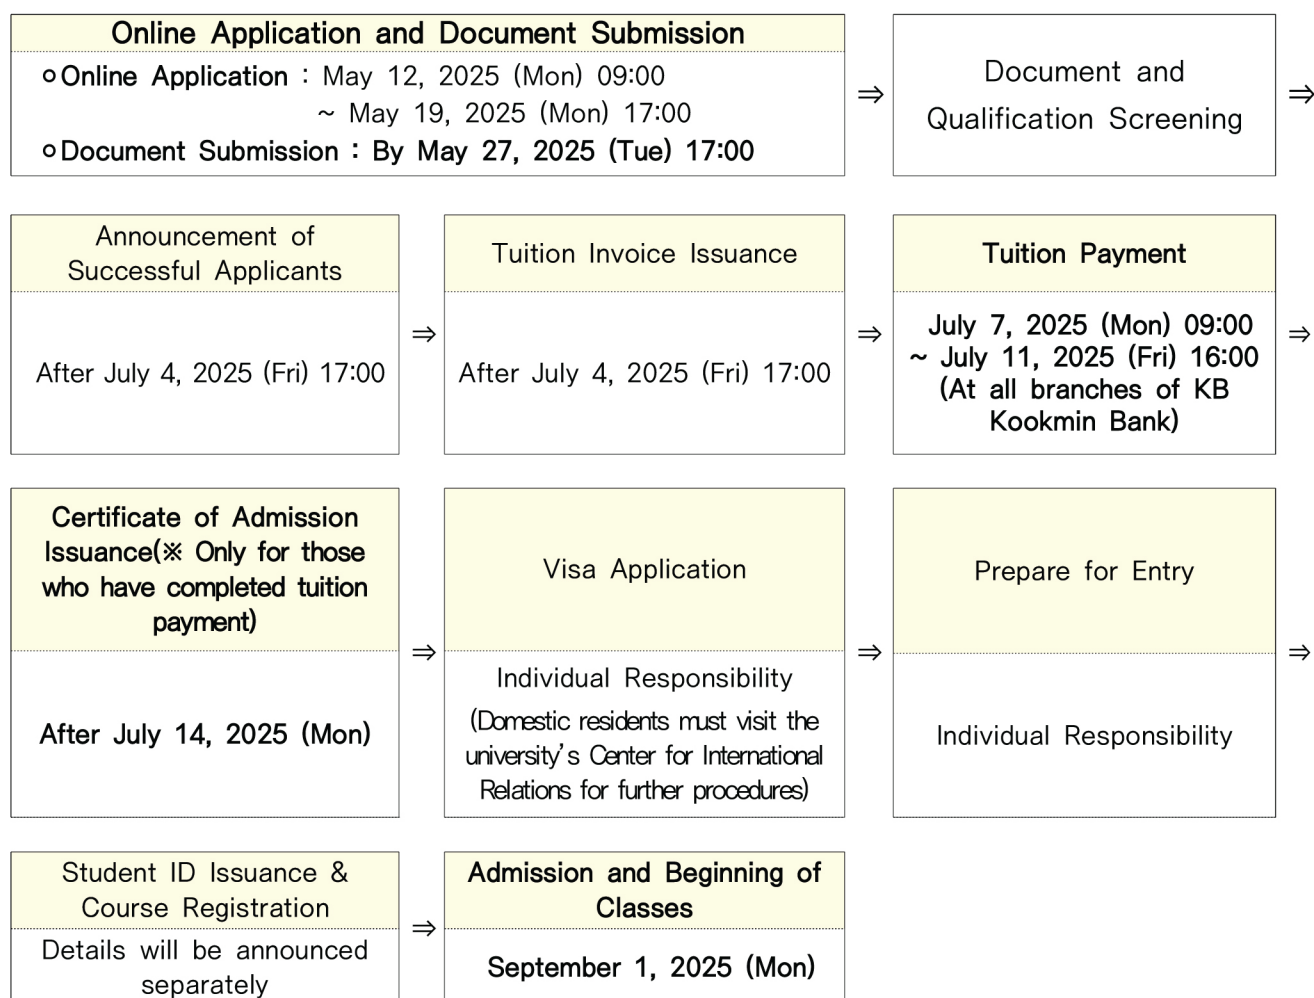 Online Application and Document Submission
Online Application : May 12, 2025 (Mon) 09:00
~ May 19, 2025 (Mon) 17:00
Document Submission : By May 27, 2025 (Tue) 17:00
⇒
Document and
Qualification Screening
⇒
Announcement of
Successful Applicants
After July 4, 2025 (Fri) 17:00
⇒
Tuition Invoice Issuance
After July 4, 2025 (Fri) 17:00
⇒
Tuition Payment
July 7, 2025 (Mon) 09:00
~ July 11, 2025 (Fri) 16:00
(At all branches of KB
Kookmin Bank)
⇒
Certificate of Admission
Issuance(※ Only for those
who have completed tuition
payment)
After July 14, 2025 (Mon)
⇒
Visa Application
Individual Responsibility
(Domestic residents must visit the
university's Center for International
Relations for further procedures)
⇒
Prepare for Entry
Individual Responsibility
⇒
Student ID Issuance &
Course Registration
Details will be announced
separately
⇒
Admission and Beginning of
Classes
September 1, 2025 (Mon)